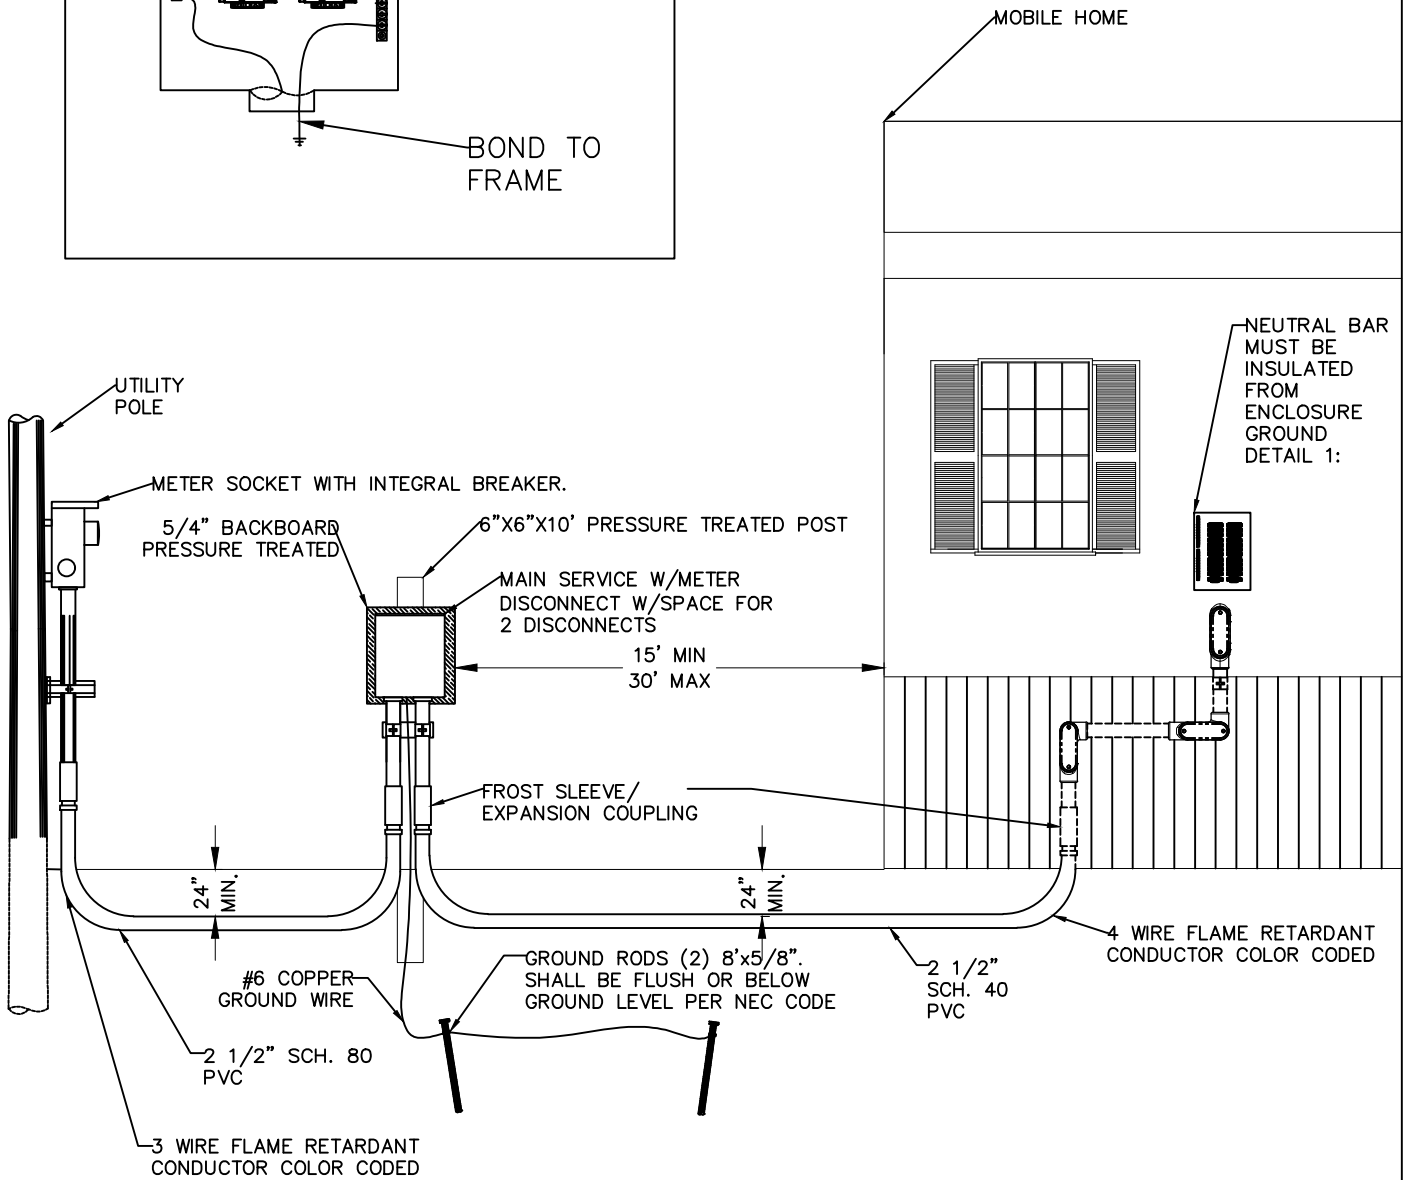 MOBILE HOME
BOND TO
FRAME
NEUTRAL BAR
MUST BE
INSULATED
FROM
ENCLOSURE
GROUND
DETAIL 1:
UTILITY
POLE
METER SOCKET WITH INTEGRAL BREAKER.
5/4" BACKBOARD
PRESSURE TREATED
6"X6"X10' PRESSURE TREATED POST
MAIN SERVICE W/METER
DISCONNECT W/SPACE FOR
2 DISCONNECTS
15' MIN
30' MAX
FROST SLEEVE/
EXPANSION COUPLING
24"
MIN.
24"
MIN.
4 WIRE FLAME RETARDANT
CONDUCTOR COLOR CODED
#6 COPPER
GROUND WIRE
GROUND RODS (2) 8'x5/8".
SHALL BE FLUSH OR BELOW
GROUND LEVEL PER NEC CODE
2 1/2"
SCH. 40
PVC
2 1/2" SCH. 80
PVC
3 WIRE FLAME RETARDANT
CONDUCTOR COLOR CODED